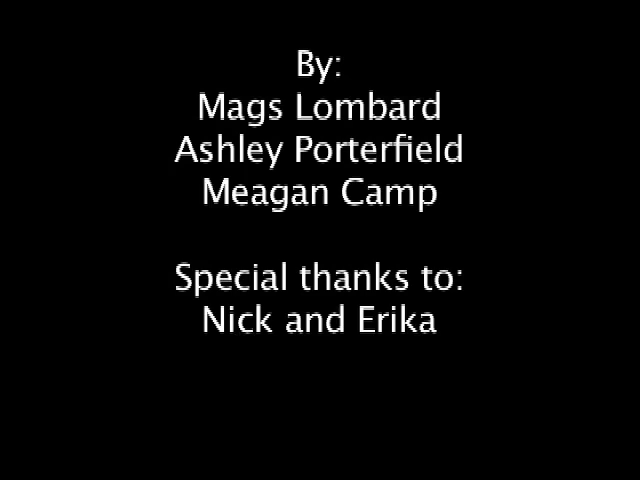 By:
Mags Lombard
Ashley Porterfield
Meagan Camp
Special thanks to:
Nick and Erika